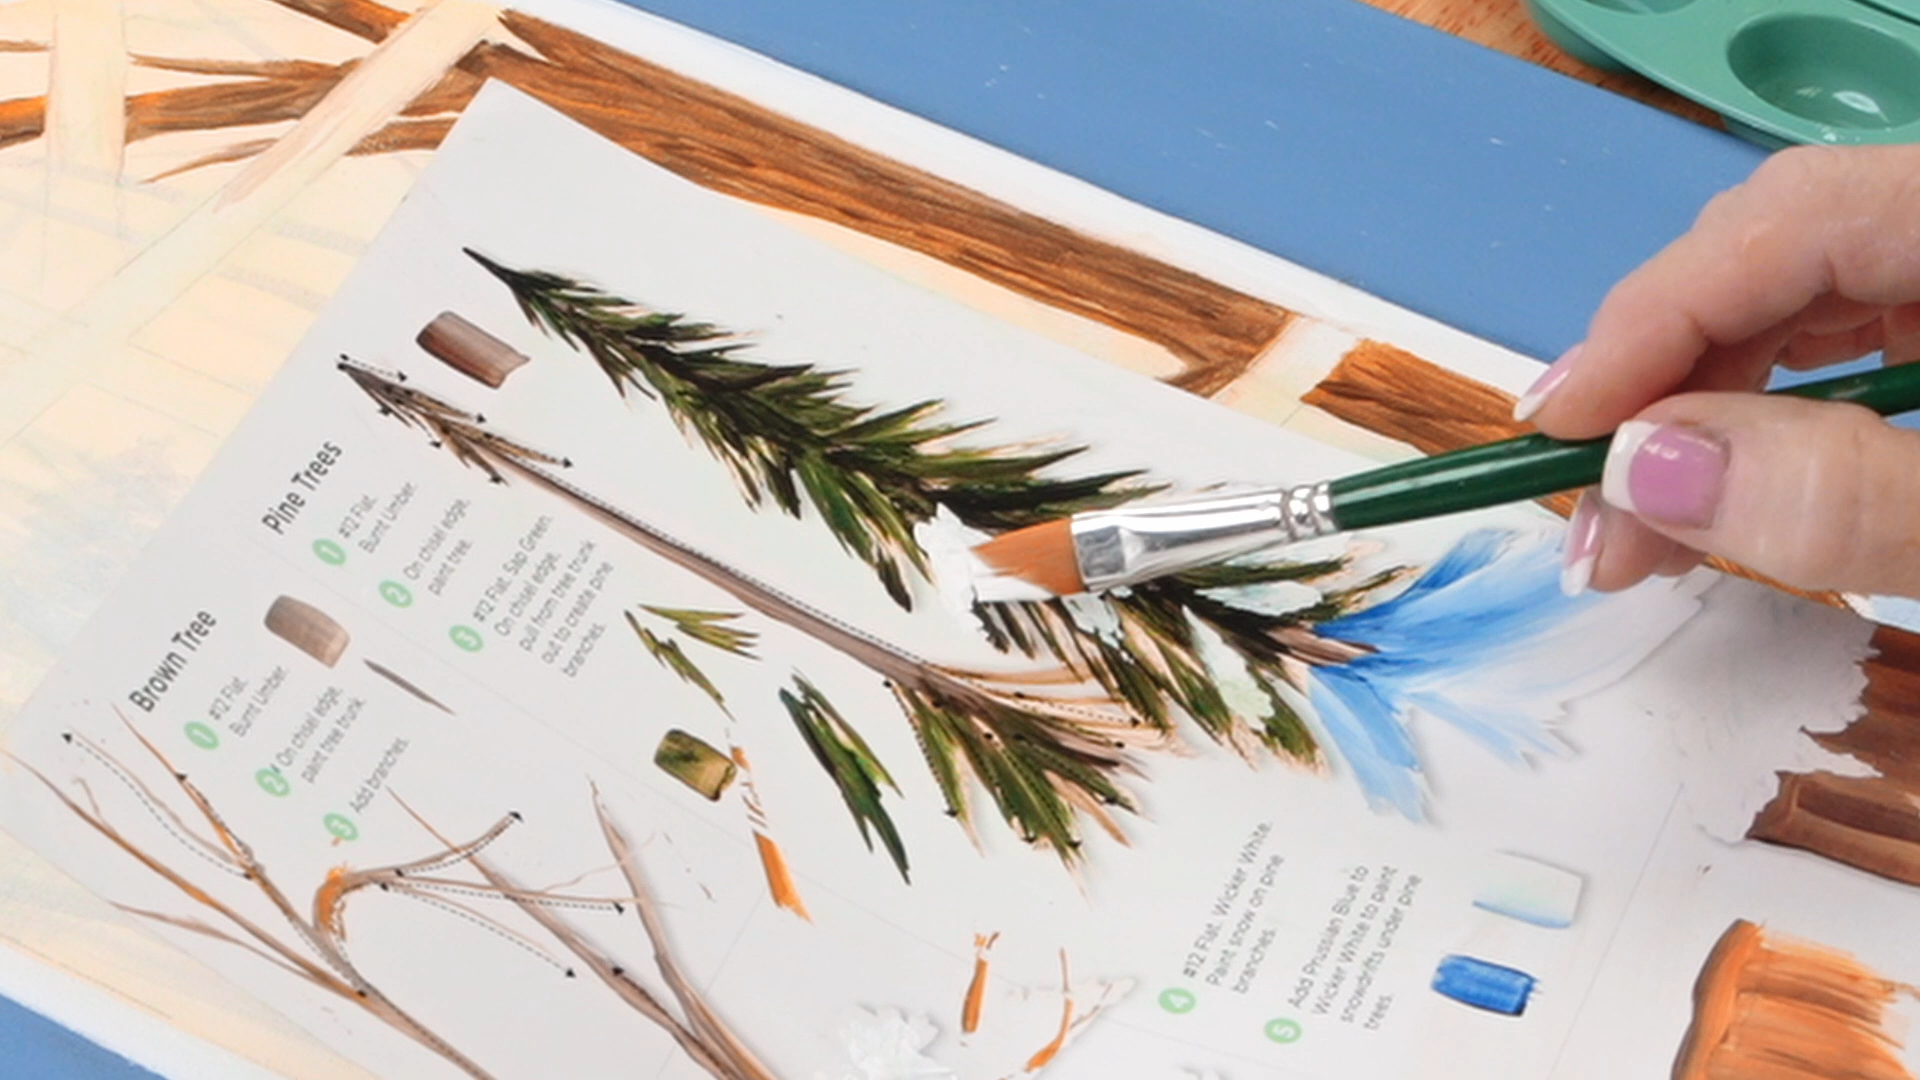 Pine Trees
1 #12 Flat.
Burnt Umber.
2 On chisel edge,
paint tree.
3 #12 Flat. Sap Green.
On chisel edge,
pull from tree trunk
out to create pine
branches.
4 #12 Flat. Wicker White.
Paint snow on pine
branches.
5 Add Prussian Blue to
Wicker White to paint
snowdrifts under pine
trees.
Brown Tree
1 #12 Flat.
Burnt Umber.
2 On chisel edge,
paint tree trunk.
3 Add branches.